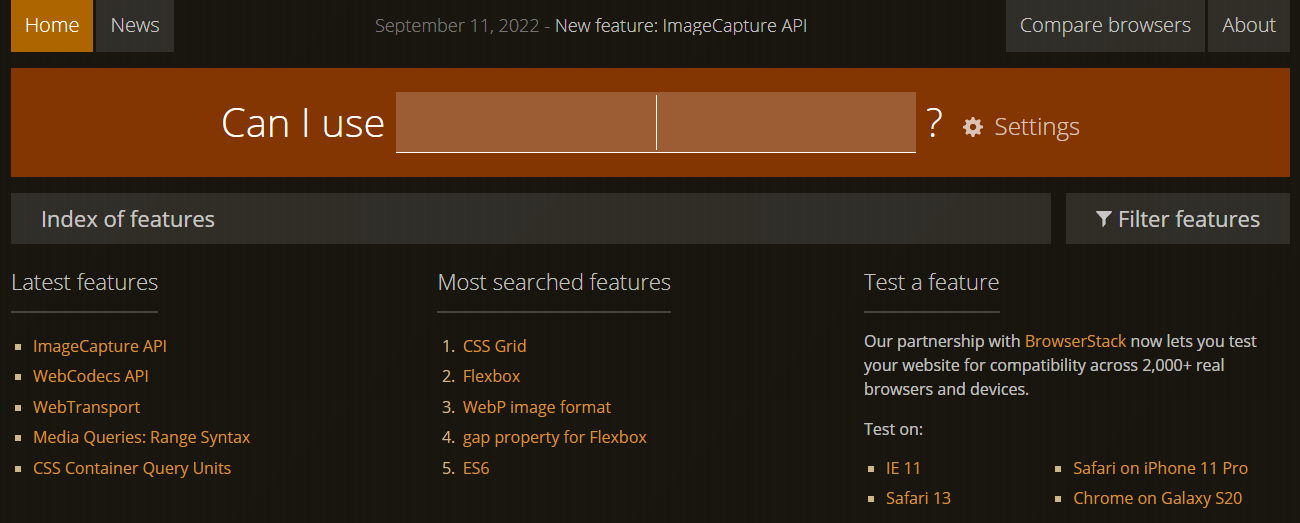 Home News September 11, 2022 - New feature: ImageCapture API Compare browsers About
Can I use ? Settings
Index of features Filter features
Latest features
ImageCapture API
WebCodecs API
WebTransport
Media Queries: Range Syntax
CSS Container Query Units
Most searched features
1. CSS Grid
2. Flexbox
3. WebP image format
4. gap property for Flexbox
5. ES6
Test a feature
Our partnership with BrowserStack now lets you test
your website for compatibility across 2,000+ real
browsers and devices.
Test on:
IE 11
Safari 13
Safari on iPhone 11 Pro
Chrome on Galaxy S20